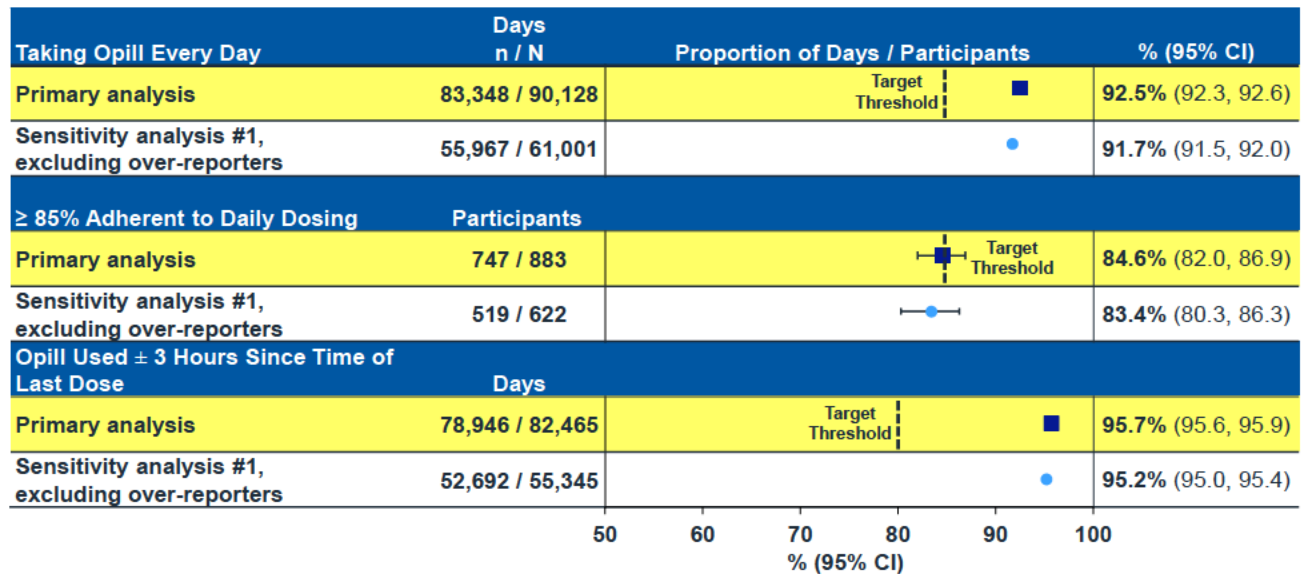 Taking Opill Every Day
Days
n / N
Proportion of Days / Participants
% (95% CI)
Primary analysis
83,348 / 90,128
Target
Threshold
92.5% (92.3, 92.6)
Sensitivity analysis #1,
excluding over-reporters
55,967 / 61,001
91.7% (91.5, 92.0)
≥ 85% Adherent to Daily Dosing
Participants
Primary analysis
747 / 883
Target
Threshold
84.6% (82.0, 86.9)
Sensitivity analysis #1,
excluding over-reporters
519 / 622
83.4% (80.3, 86.3)
Opill Used ± 3 Hours Since Time of
Last Dose
Days
Primary analysis
78,946 / 82,465
Target
Threshold
95.7% (95.6, 95.9)
Sensitivity analysis #1,
excluding over-reporters
52,692 / 55,345
95.2% (95.0, 95.4)
50 60 70 80 90 100
% (95% CI)